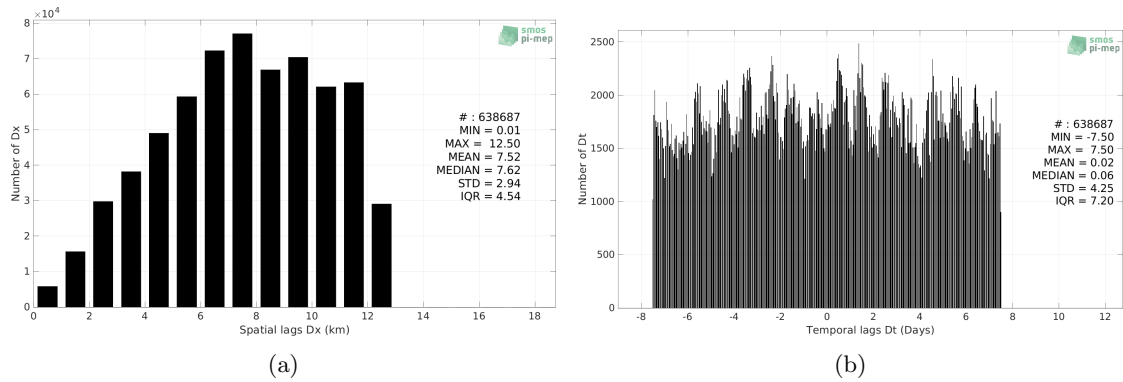 ×10⁴
8
7
6
5
4
3
2
1
0
Number of Dx
0 2 4 6 8 10 12 14 16 18
Spatial lags Dx (km)
smos
pi-mep
# : 638687
MIN = 0.01
MAX = 12.50
MEAN = 7.52
MEDIAN = 7.62
STD = 2.94
IQR = 4.54
(a)
2500
2000
1500
1000
500
0
Number of Dt
-8 -6 -4 -2 0 2 4 6 8 10 12
Temporal lags Dt (Days)
smos
pi-mep
# : 638687
MIN = -7.50
MAX = 7.50
MEAN = 0.02
MEDIAN = 0.06
STD = 4.25
IQR = 7.20
(b)